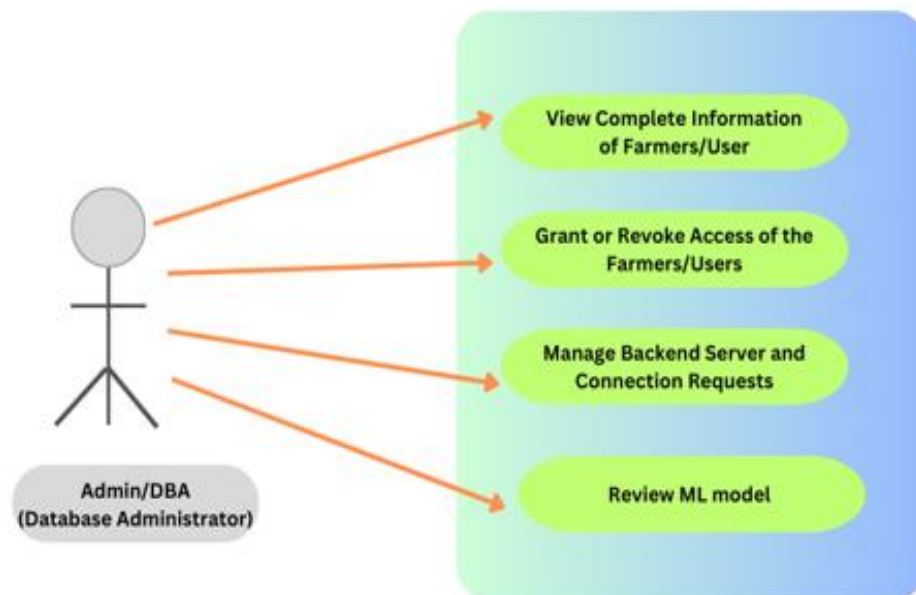 View Complete Information
of Farmers/User
Grant or Revoke Access of the
Farmers/Users
Manage Backend Server and
Connection Requests
Review ML model
Admin/DBA
(Database Administrator)